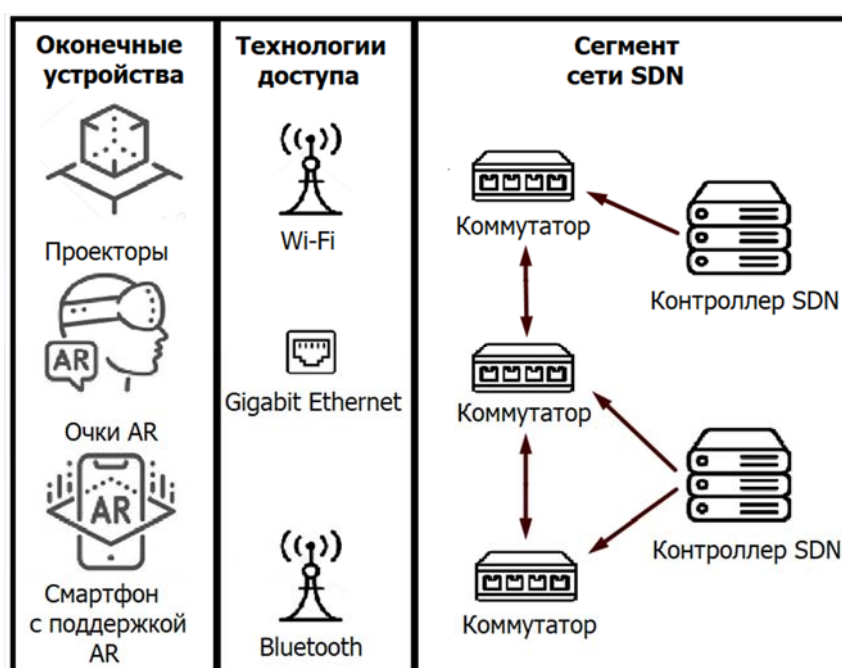 Оконечные
устройства
Проекторы
AR
Очки AR
AR
Смартфон
с поддержкой
AR
Технологии
доступа
Wi-Fi
Gigabit Ethernet
Bluetooth
Сегмент
сети SDN
Коммутатор
Контроллер SDN
Коммутатор
Контроллер SDN
Коммутатор